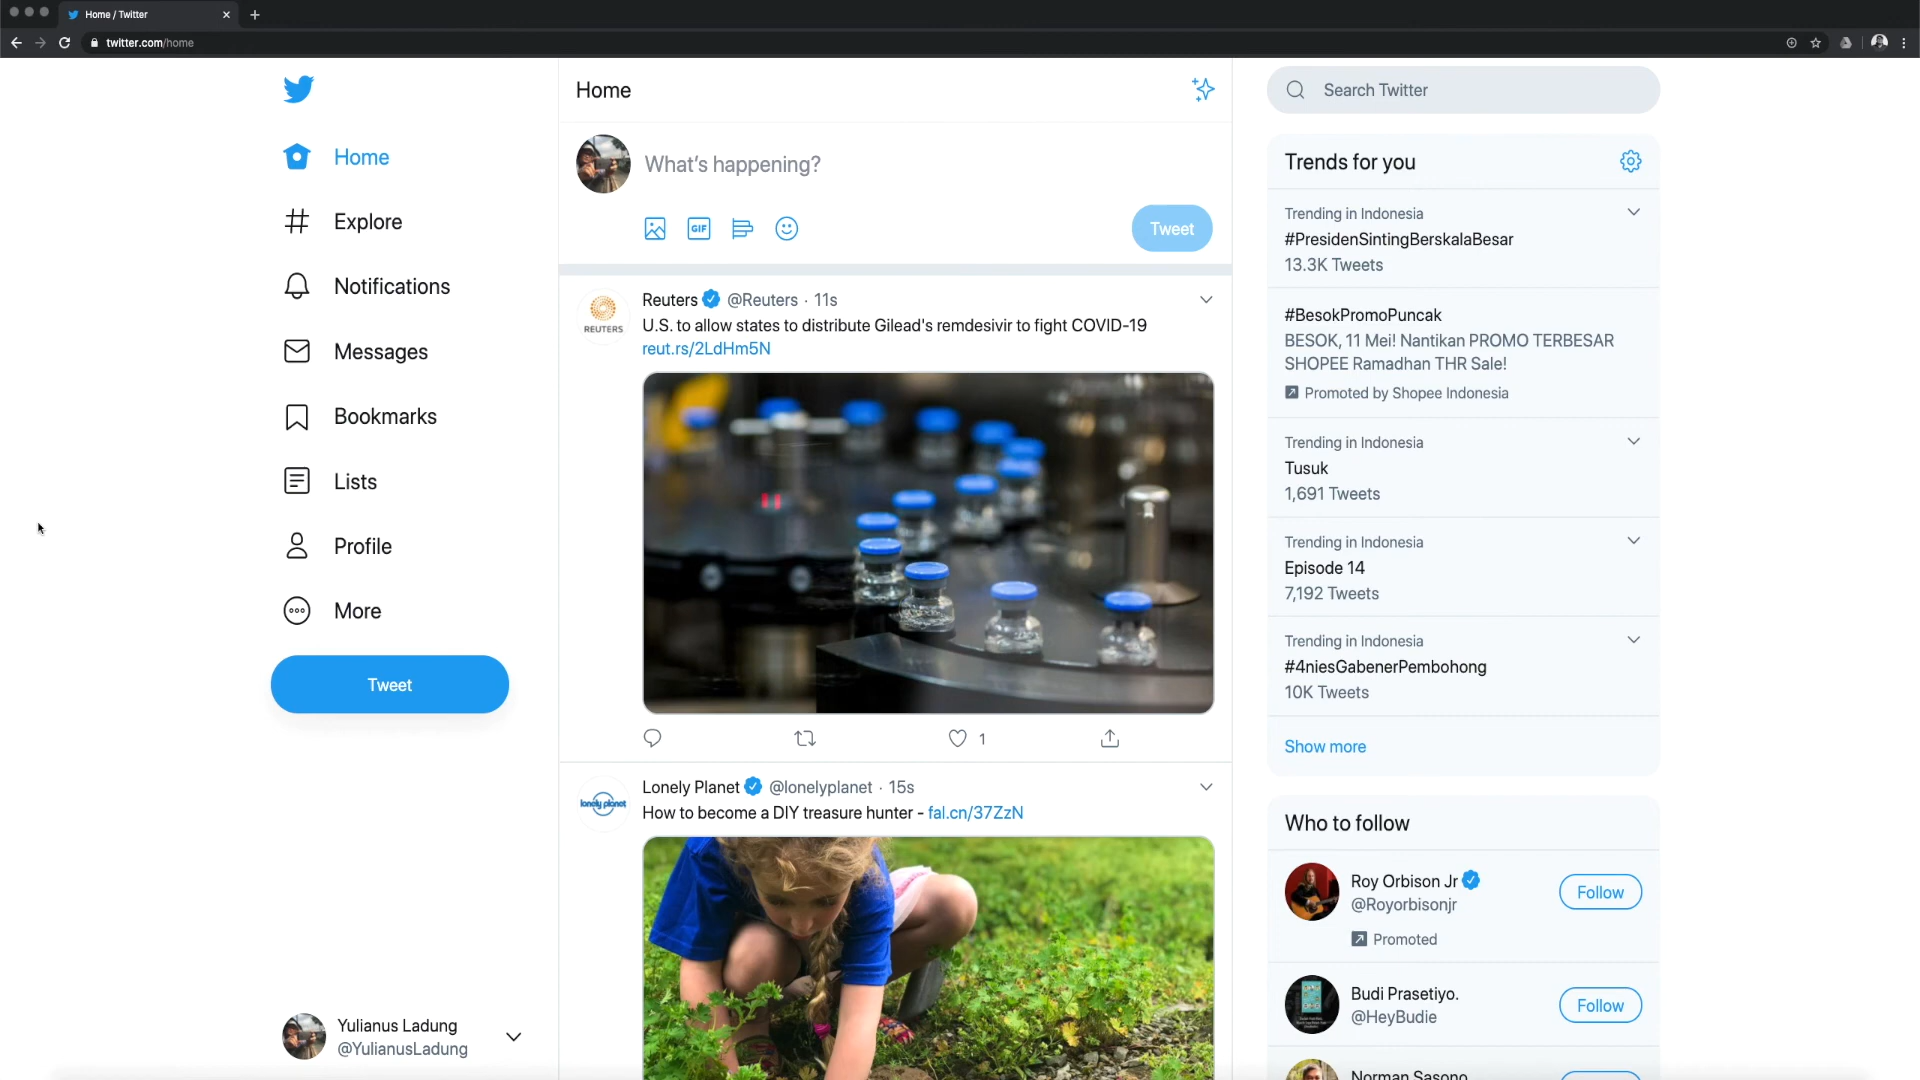 Home / Twitter
twitter.com/home
Home
Explore
Notifications
Messages
Bookmarks
Lists
Profile
More
Tweet
Yulianus Ladung
@YulianusLadung
Home
What's happening?
GIF
Tweet
Reuters @Reuters · 11s
U.S. to allow states to distribute Gilead's remdesivir to fight COVID-19
reut.rs/2LdHm5N
REUTERS
1
Lonely Planet @lonelyplanet · 15s
lonely planet
How to become a DIY treasure hunter - fal.cn/37ZzN
Search Twitter
Trends for you
Trending in Indonesia
#PresidenSintingBerskalaBesar
13.3K Tweets
#BesokPromoPuncak
BESOK, 11 Mei! Nantikan PROMO TERBESAR
SHOPEE Ramadhan THR Sale!
Promoted by Shopee Indonesia
Trending in Indonesia
Tusuk
1,691 Tweets
Trending in Indonesia
Episode 14
7,192 Tweets
Trending in Indonesia
#4niesGabenerPembohong
10K Tweets
Show more
Who to follow
Roy Orbison Jr
@Royorbisonjr
Follow
Promoted
Budi Prasetiyo.
@HeyBudie
Follow
Norman Sasono